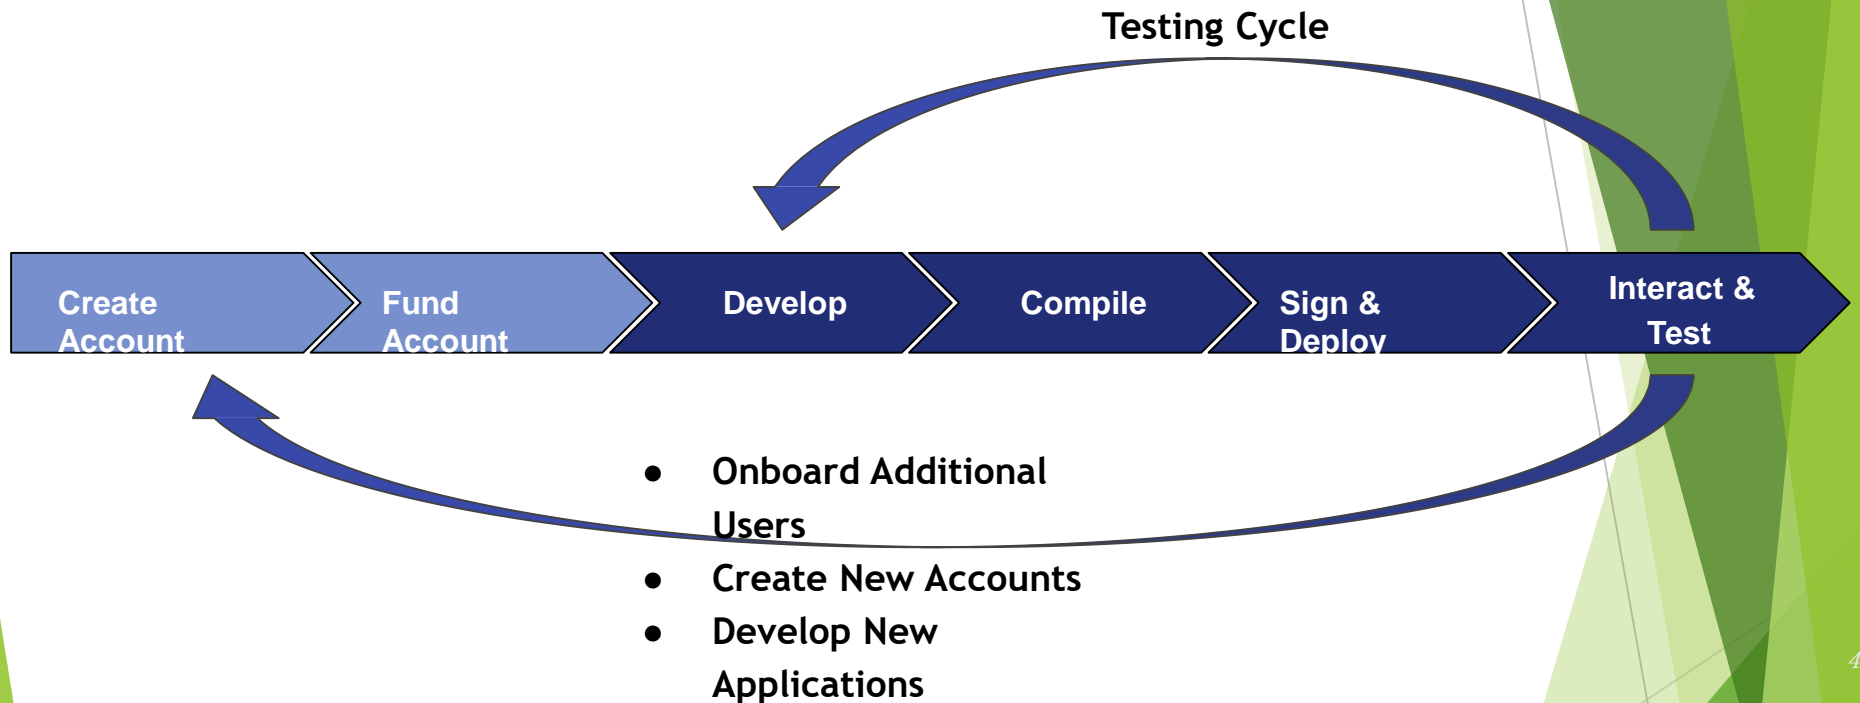 Testing Cycle
Create
Account
Fund
Account
Develop
Compile
Sign &
Deploy
Interact &
Test
● Onboard Additional
Users
● Create New Accounts
● Develop New
Applications
4